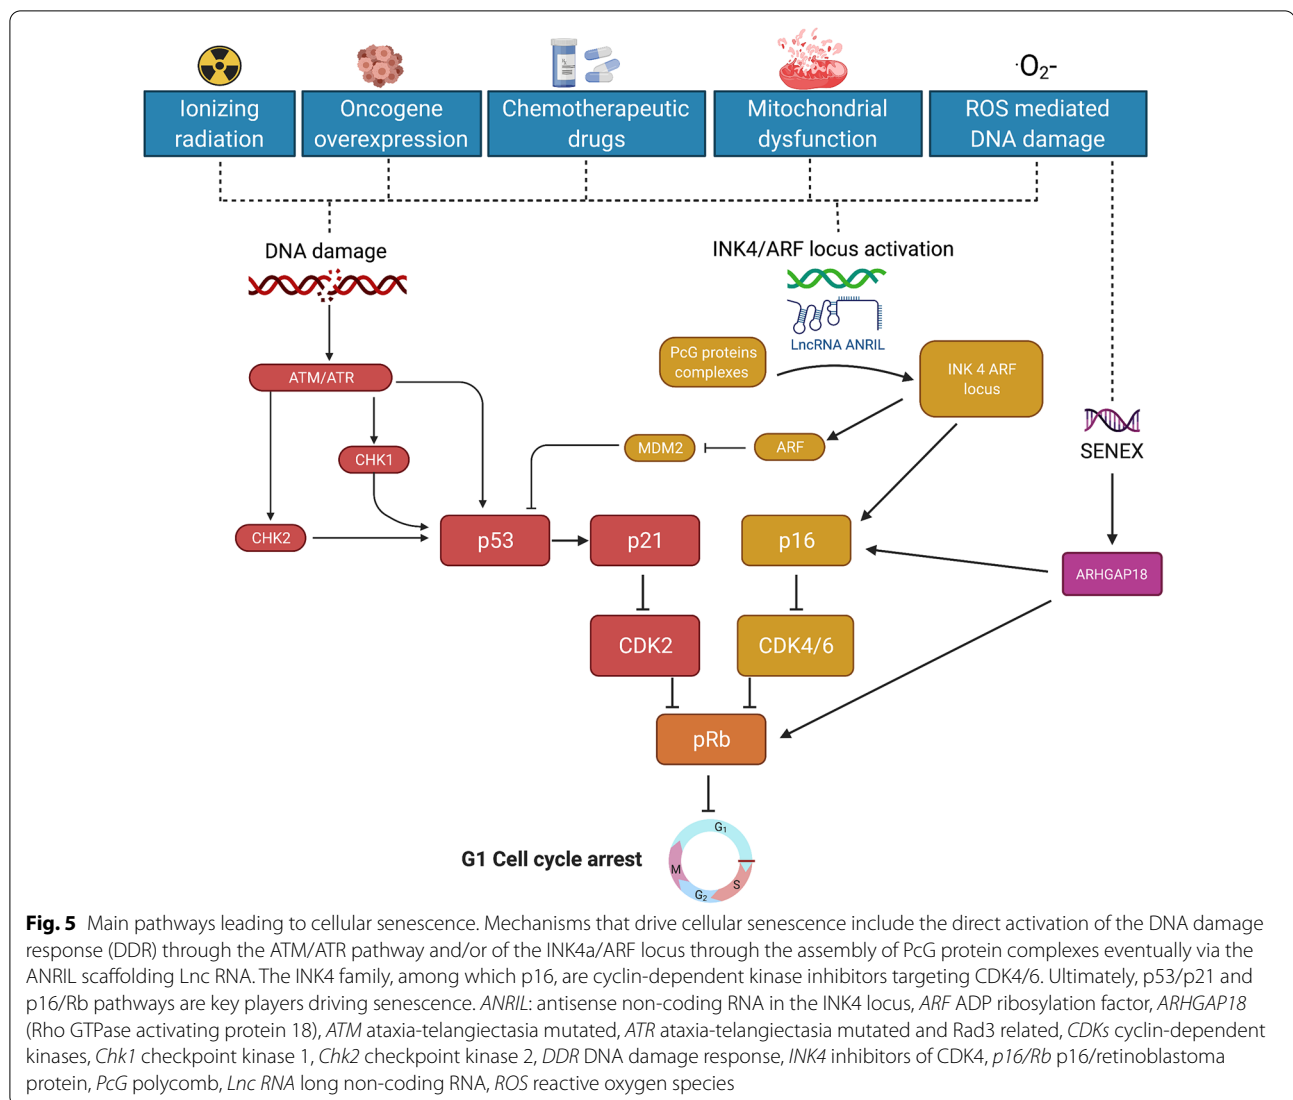 ·O₂-
Ionizing
radiation
Oncogene
overexpression
Chemotherapeutic
drugs
Mitochondrial
dysfunction
ROS mediated
DNA damage
DNA damage
INK4/ARF locus activation
LncRNA ANRIL
PcG proteins
complexes
INK 4 ARF
locus
ATM/ATR
SENEX
CHK1
MDM2
ARF
CHK2
p53
p21
p16
ARHGAP18
CDK2
CDK4/6
pRb
G1 Cell cycle arrest
G₁
M
S
G₂
Fig. 5 Main pathways leading to cellular senescence. Mechanisms that drive cellular senescence include the direct activation of the DNA damage
response (DDR) through the ATM/ATR pathway and/or of the INK4a/ARF locus through the assembly of PcG protein complexes eventually via the
ANRIL scaffolding Lnc RNA. The INK4 family, among which p16, are cyclin-dependent kinase inhibitors targeting CDK4/6. Ultimately, p53/p21 and
p16/Rb pathways are key players driving senescence. ANRIL: antisense non-coding RNA in the INK4 locus, ARF ADP ribosylation factor, ARHGAP18
(Rho GTPase activating protein 18), ATM ataxia-telangiectasia mutated, ATR ataxia-telangiectasia mutated and Rad3 related, CDKs cyclin-dependent
kinases, Chk1 checkpoint kinase 1, Chk2 checkpoint kinase 2, DDR DNA damage response, INK4 inhibitors of CDK4, p16/Rb p16/retinoblastoma
protein, PcG polycomb, Lnc RNA long non-coding RNA, ROS reactive oxygen species